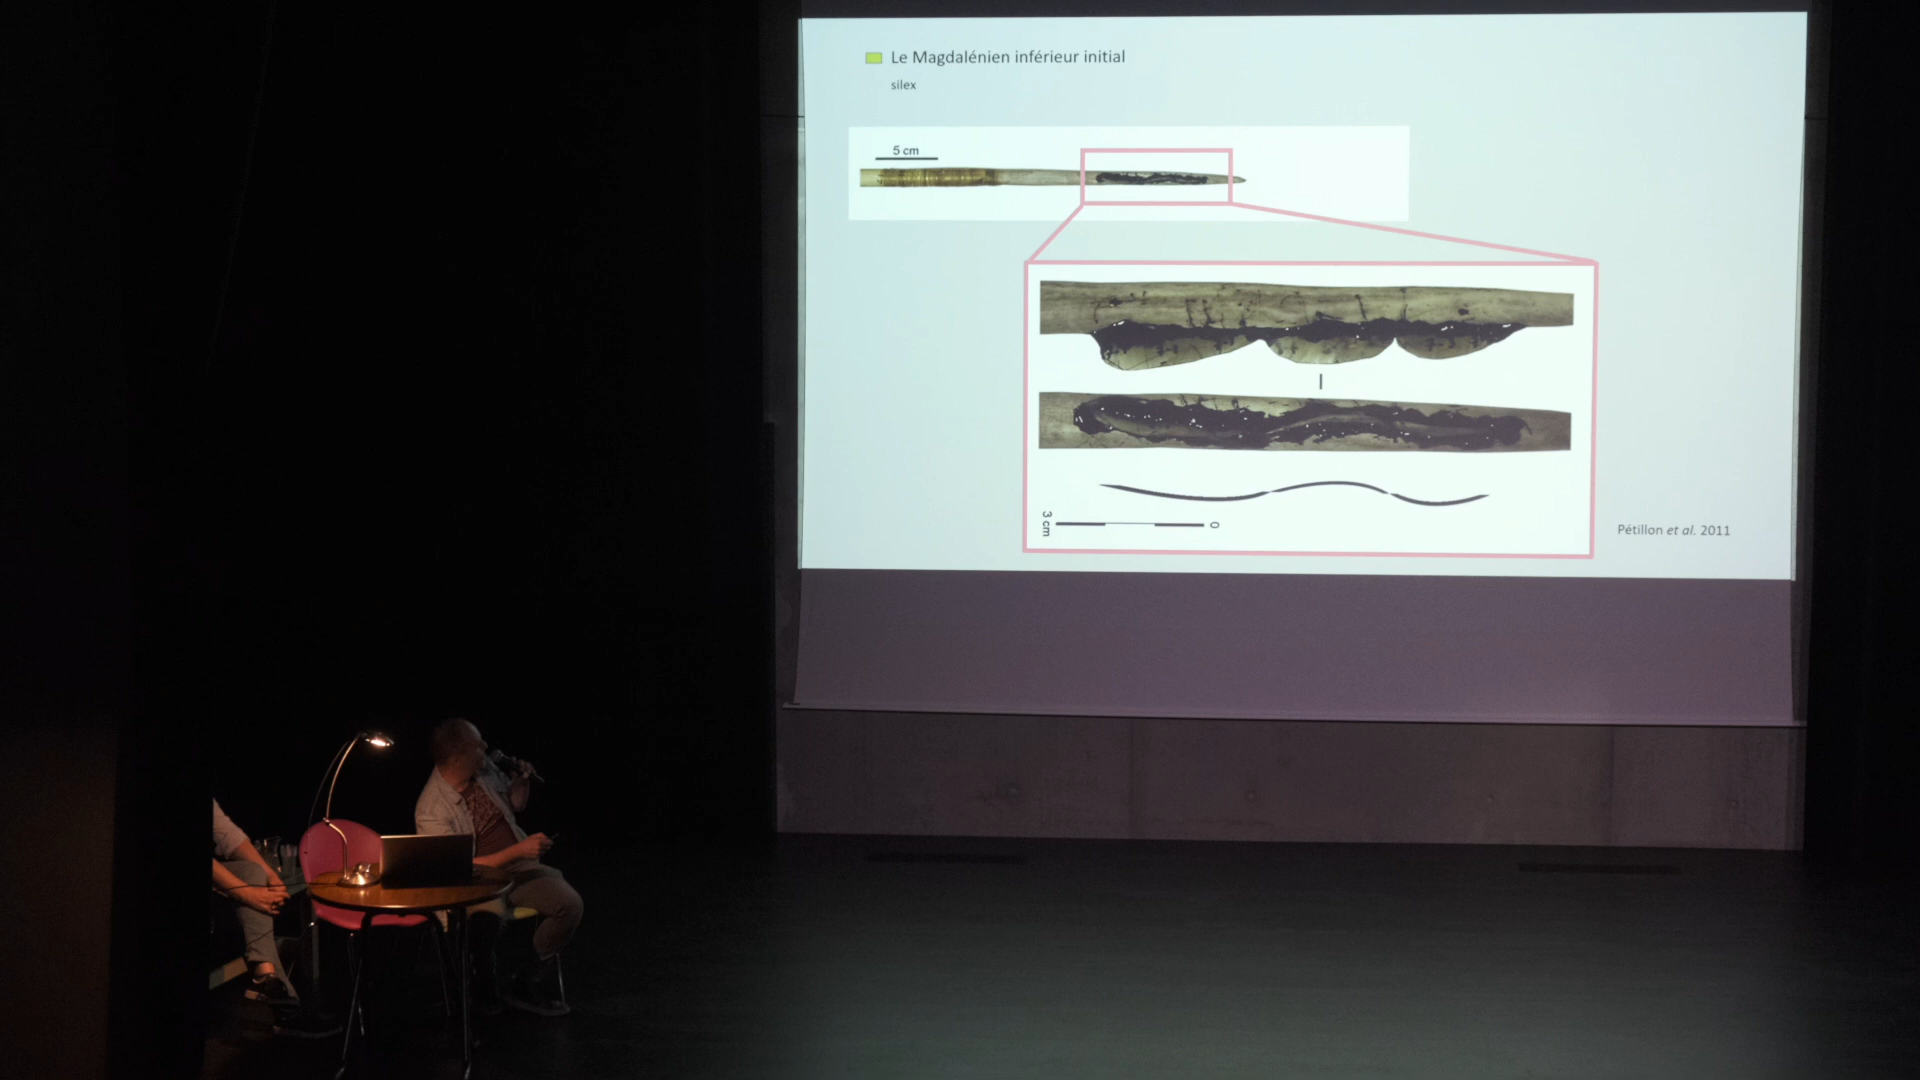 Le Magdalénien inférieur initial
silex
5 cm
3 cm
0
Pétillon et al. 2011